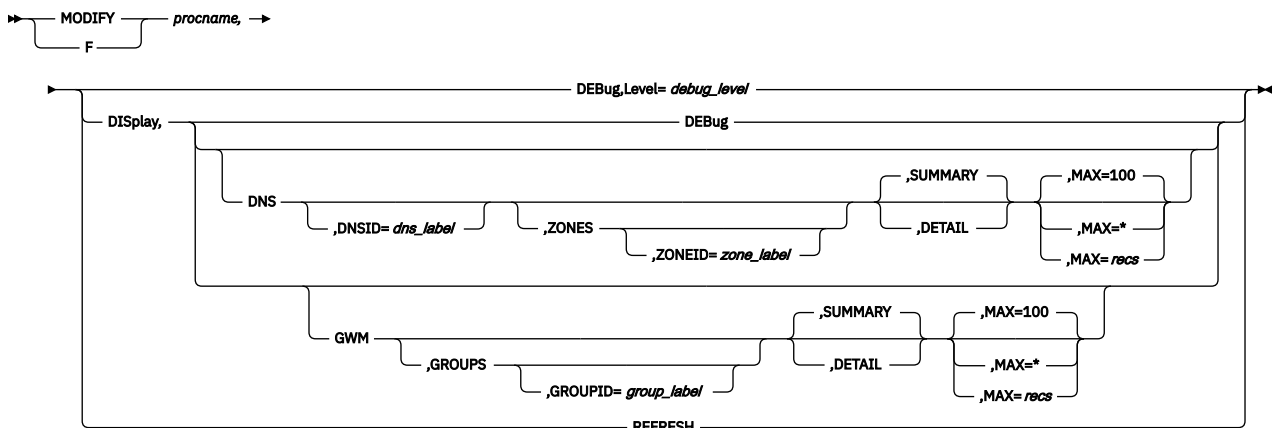 MODIFY
F
procname,
DEBug,Level= debug_level
DISplay,
DEBug
DNS
,DNSID= dns_label
,ZONES
,ZONEID= zone_label
,SUMMARY
,DETAIL
,MAX=100
,MAX=*
,MAX= recs
GWM
,GROUPS
,GROUPID= group_label
,SUMMARY
,DETAIL
,MAX=100
,MAX=*
,MAX= recs
REFRESH